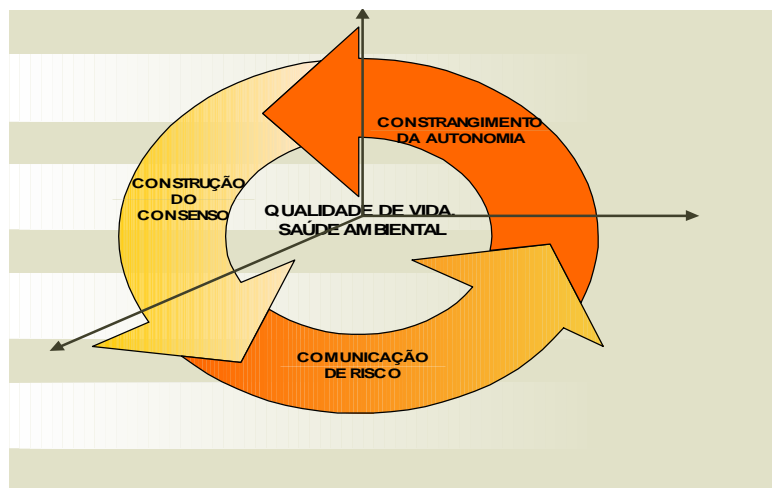 CONSTRANGIMENTO
DA AUTONOMIA
CONSTRUÇÃO
DO
CONSENSO
QUALIDADE DE VIDA.
SAÚDE AMBIENTAL
COMUNICAÇÃO
DE RISCO